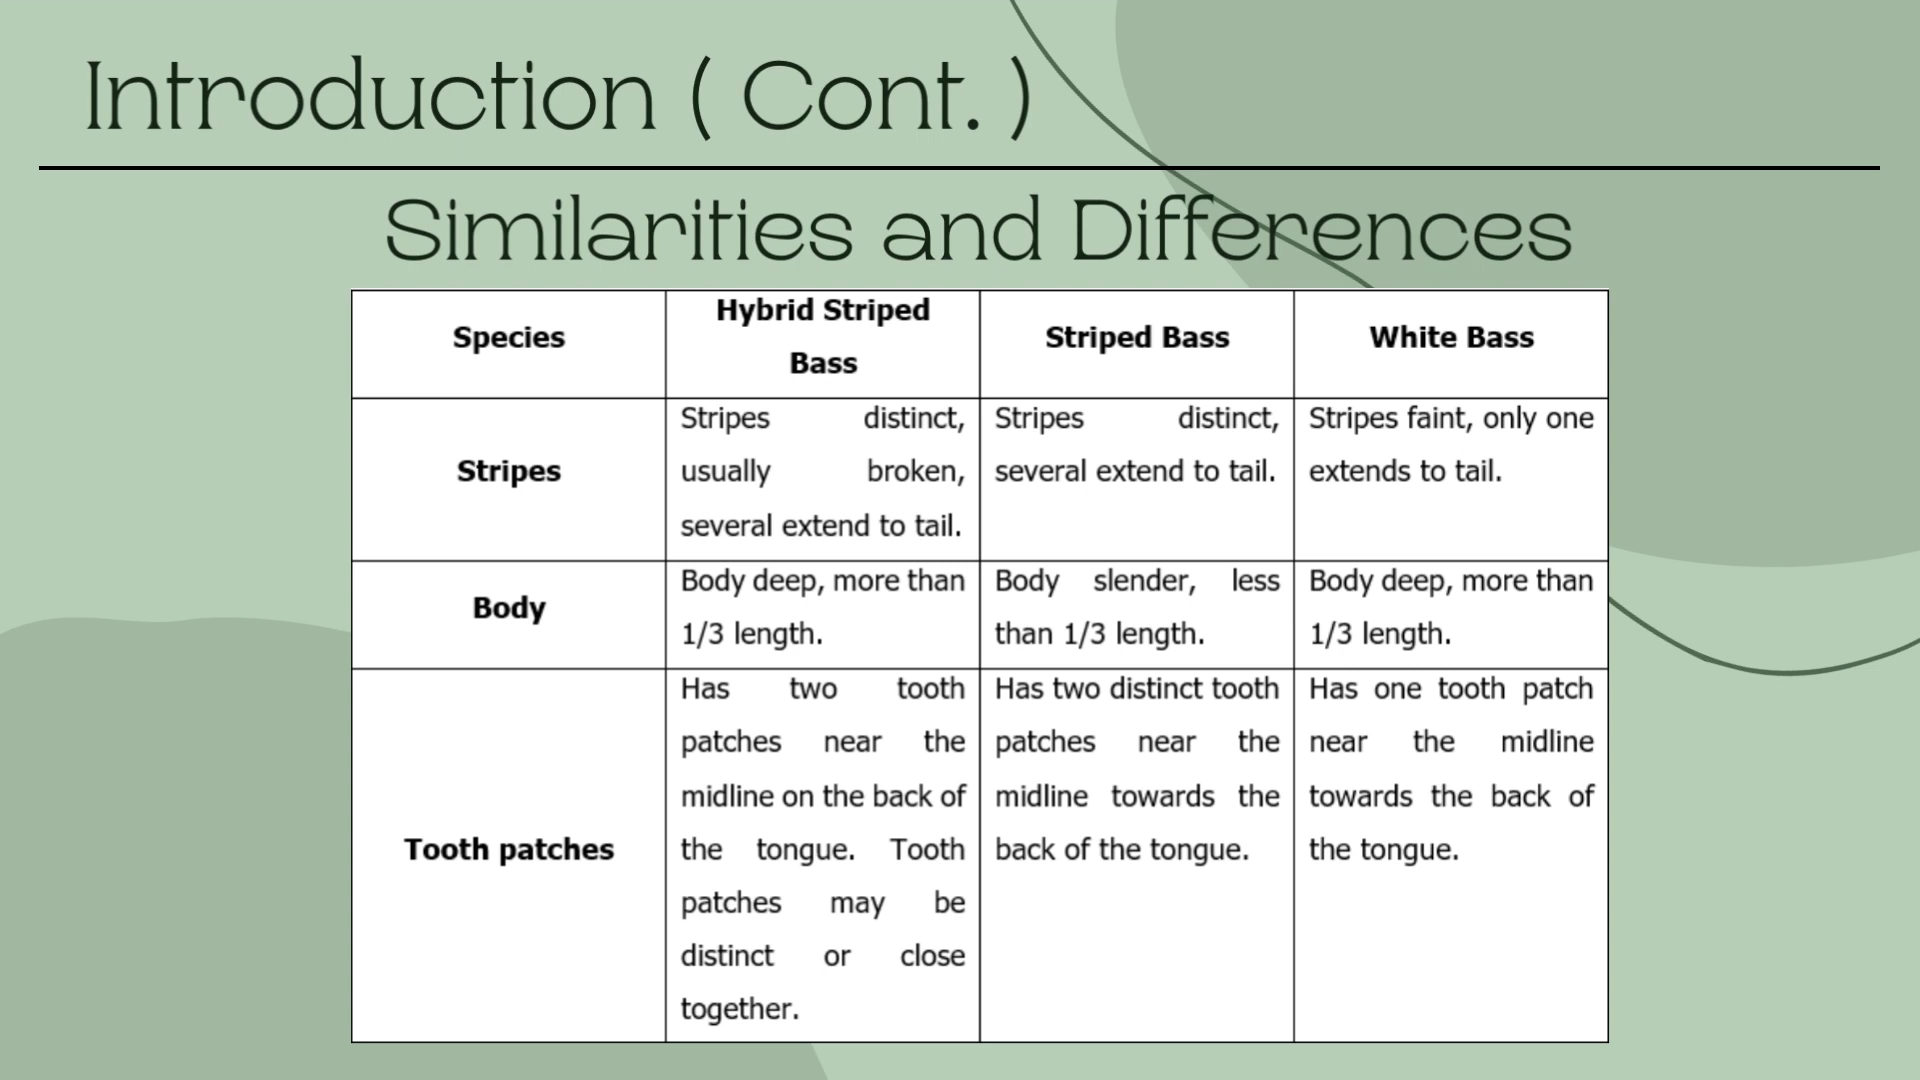 Introduction ( Cont. )
Similarities and Differences
Species
Hybrid Striped
Bass
Striped Bass
White Bass
Stripes
Stripes distinct,
usually broken,
several extend to tail.
Stripes distinct,
several extend to tail.
Stripes faint, only one
extends to tail.
Body
Body deep, more than
1/3 length.
Body slender, less
than 1/3 length.
Body deep, more than
1/3 length.
Tooth patches
Has two tooth
patches near the
midline on the back of
the tongue. Tooth
patches may be
distinct or close
together.
Has two distinct tooth
patches near the
midline towards the
back of the tongue.
Has one tooth patch
near the midline
towards the back of
the tongue.